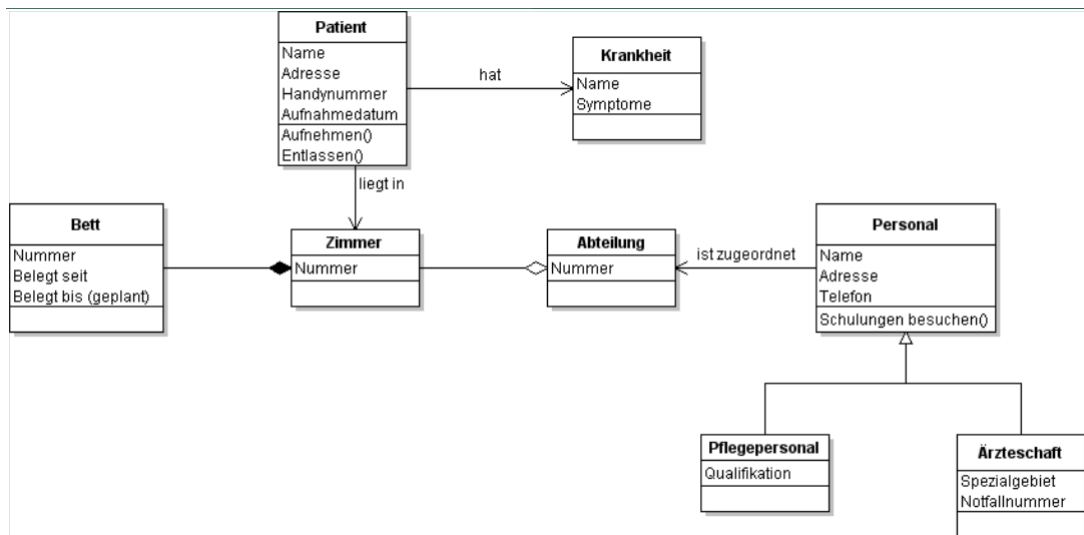 Patient
Name
Adresse
Handynummer
Aufnahmedatum
Aufnehmen()
Entlassen()
hat
Krankheit
Name
Symptome
liegt in
Bett
Nummer
Belegt seit
Belegt bis (geplant)
Zimmer
Nummer
Abteilung
Nummer
ist zugeordnet
Personal
Name
Adresse
Telefon
Schulungen besuchen()
Pflegepersonal
Qualifikation
Ärzteschaft
Spezialgebiet
Notfallnummer